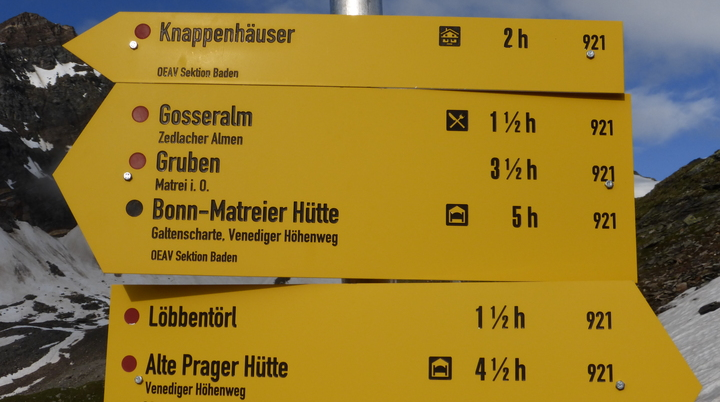 Knappenhäuser 2 h 921
OEAV Sektion Baden
Gosseralm 1 ½ h 921
Zedlacher Almen
Gruben 3 ½ h 921
Matrei i. O.
Bonn-Matreier Hütte 5 h 921
Galtenscharte, Venediger Höhenweg
OEAV Sektion Baden
Löbbentörl 1 ½ h 921
Alte Prager Hütte 4 ½ h 921
Venediger Höhenweg